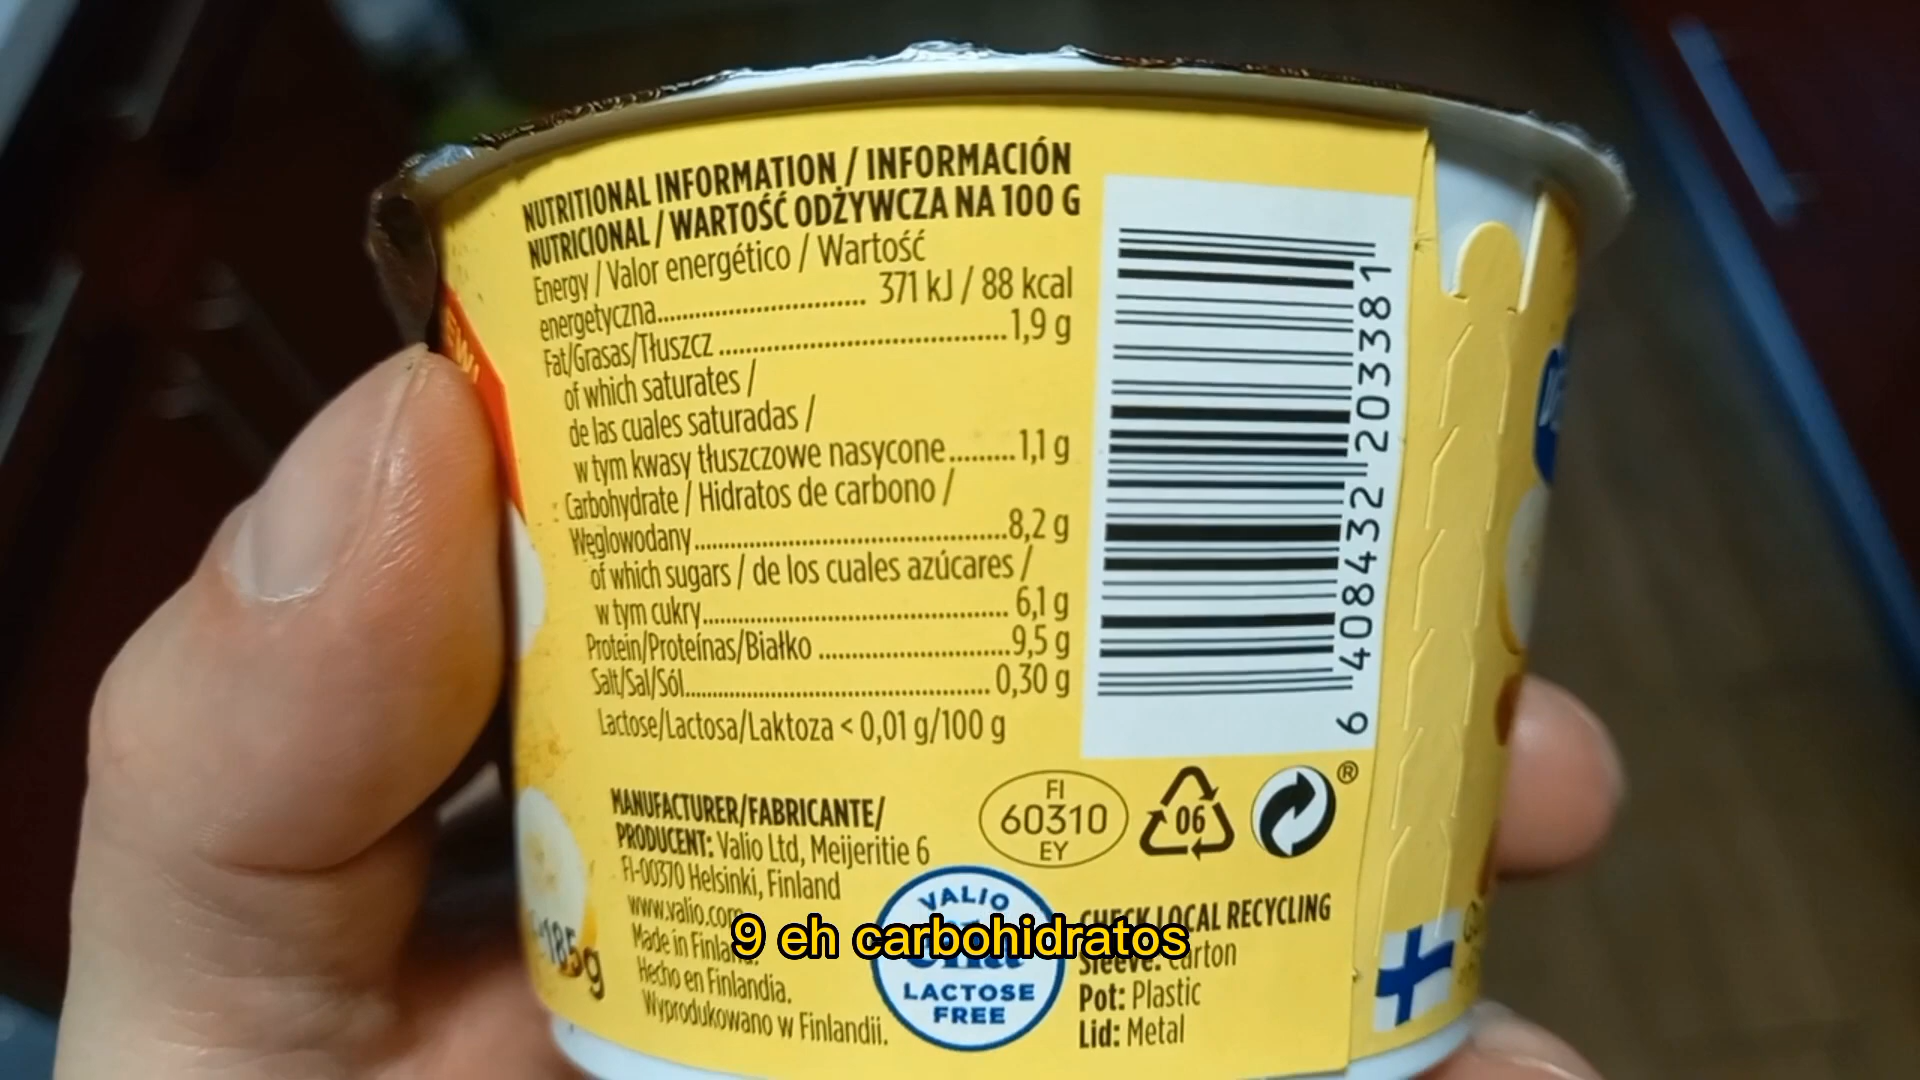 NUTRITIONAL INFORMATION / INFORMACIÓN
NUTRICIONAL / WARTOŚĆ ODŻYWCZA NA 100 G
Energy / Valor energético / Wartość
energetyczna.................. 371 kJ / 88 kcal
Fat/Grasas/Tłuszcz ........................1,9 g
of which saturates /
de las cuales saturadas /
w tym kwasy tłuszczowe nasycone.........1,1 g
Carbohydrate / Hidratos de carbono /
Węglowodany..........................8,2 g
of which sugars / de los cuales azúcares /
w tym cukry.......................... 6,1 g
Protein/Proteínas/Białko ................9,5 g
Salt/Sal/Sól.......................... 0,30 g
Lactose/Lactosa/Laktoza < 0,01 g/100 g
6 408432 203381
MANUFACTURER/FABRICANTE/
PRODUCENT: Valio Ltd, Meijeritie 6
FI-00370 Helsinki, Finland
www.valio.com
Made in
Hecho en Finlandia.
Wyprodukowano w Finlandii.
FI
60310
EY
06
®
VALIO
LACTOSE
FREE
CHECK LOCAL RECYCLING
Sleeve: Carton
Pot: Plastic
Lid: Metal
185g
9 eh carbohidratos